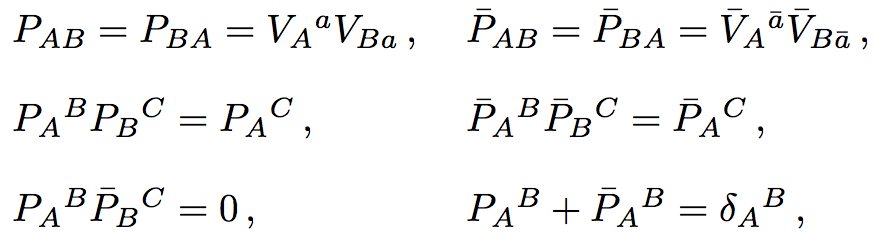 P_{AB} = P_{BA} = V_A{}^a V_{Ba} , \bar{P}_{AB} = \bar{P}_{BA} = \bar{V}_A{}^{\bar{a}} \bar{V}_{B\bar{a}} ,
P_A{}^B P_B{}^C = P_A{}^C , \bar{P}_A{}^B \bar{P}_B{}^C = \bar{P}_A{}^C ,
P_A{}^B \bar{P}_B{}^C = 0 , P_A{}^B + \bar{P}_A{}^B = \delta_A{}^B ,